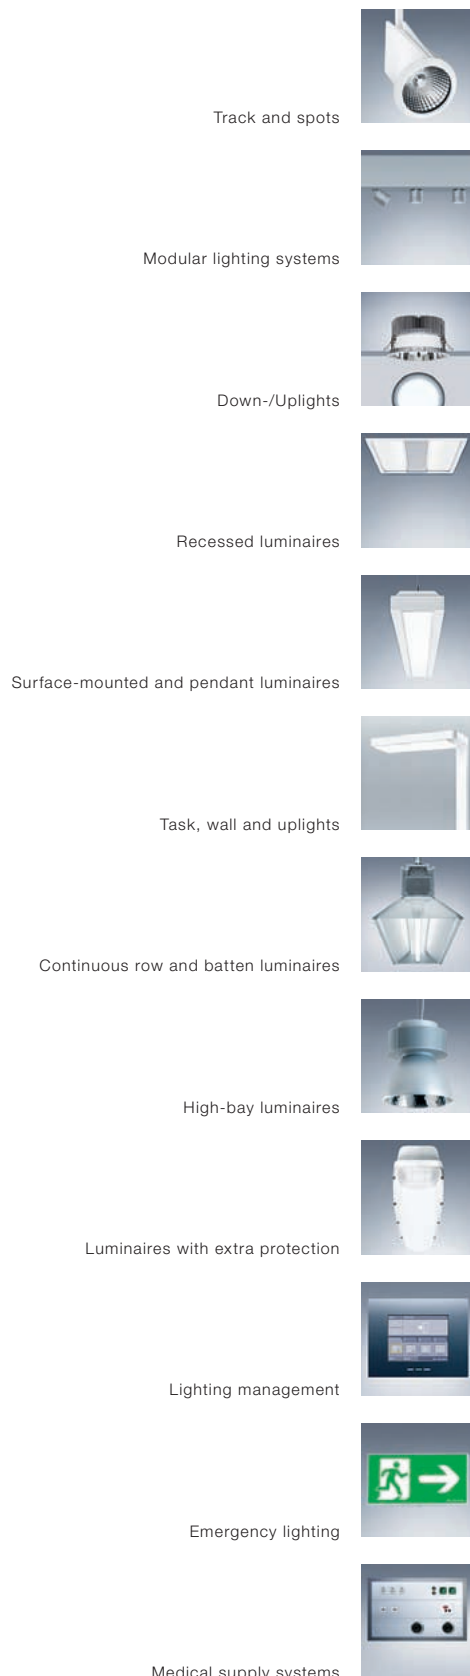 Track and spots
Modular lighting systems
Down-/Uplights
Recessed luminaires
Surface-mounted and pendant luminaires
Task, wall and uplights
Continuous row and batten luminaires
High-bay luminaires
Luminaires with extra protection
Lighting management
Emergency lighting
Medical supply systems